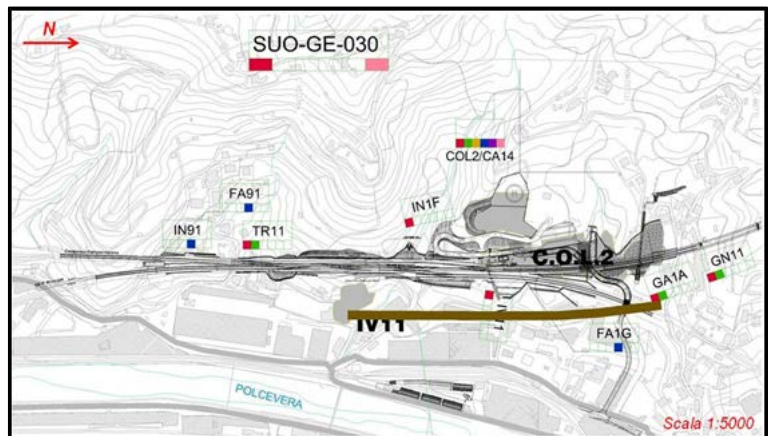 N
SUO-GE-030
COL2/CA14
FA91
IN1F
IN91
TR11
C.O.L.2
GN11
GA1A
IV11
FA1G
POLCEVERA
Scala 1:5000